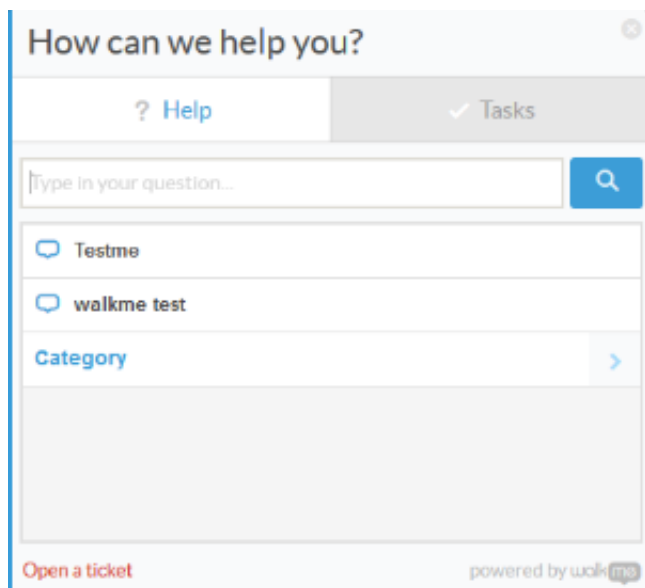 How can we help you?
? Help
Tasks
Type in your question...
Testme
walkme test
Category
Open a ticket
powered by walkme